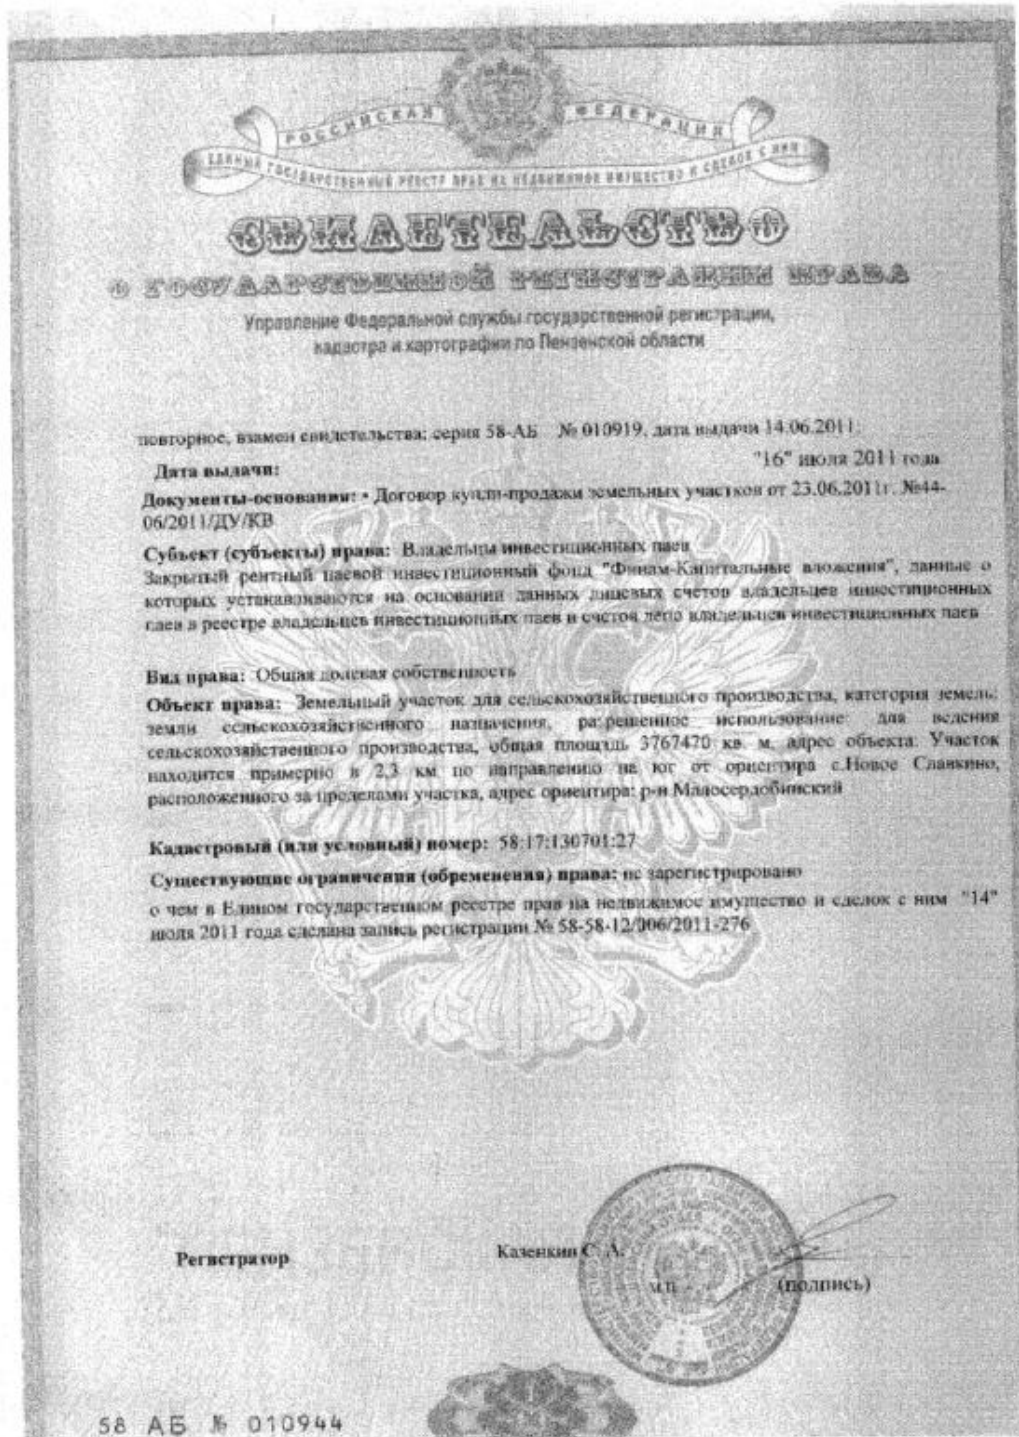 РОССИЙСКАЯ ФЕДЕРАЦИЯ
ЕДИНЫЙ ГОСУДАРСТВЕННЫЙ РЕЕСТР ПРАВ НА НЕДВИЖИМОЕ ИМУЩЕСТВО И СДЕЛОК С НИМ
СВИДЕТЕЛЬСТВО
О ГОСУДАРСТВЕННОЙ РЕГИСТРАЦИИ ПРАВА
Управление Федеральной службы государственной регистрации,
кадастра и картографии по Пензенской области
повторное, взамен свидетельства: серия 58-АБ № 010919, дата выдачи 14.06.2011;
Дата выдачи: "16" июля 2011 года
Документы-основания: • Договор купли-продажи земельных участков от 23.06.2011г. №44-
06/2011/ДУ/КВ
Субъект (субъекты) права: Владельцы инвестиционных паев
Закрытый рентный паевой инвестиционный фонд "Финам-Капитальные вложения", данные о
которых устанавливаются на основании данных лицевых счетов владельцев инвестиционных
паев в реестре владельцев инвестиционных паев и счетов депо владельцев инвестиционных паев
Вид права: Общая долевая собственность
Объект права: Земельный участок для сельскохозяйственного производства, категория земель:
земли сельскохозяйственного назначения, разрешенное использование: для ведения
сельскохозяйственного производства, общая площадь 3767470 кв. м, адрес объекта: Участок
находится примерно в 2,3 км по направлению на юг от ориентира с.Новое Славкино,
расположенного за пределами участка, адрес ориентира: р-н Малосердобинский
Кадастровый (или условный) номер: 58:17:130701:27
Существующие ограничения (обременения) права: не зарегистрировано
о чем в Едином государственном реестре прав на недвижимое имущество и сделок с ним "14"
июля 2011 года сделана запись регистрации № 58-58-12/006/2011-276
Регистратор Казенкин С. А.
М.П. (подпись)
58 АБ № 010944